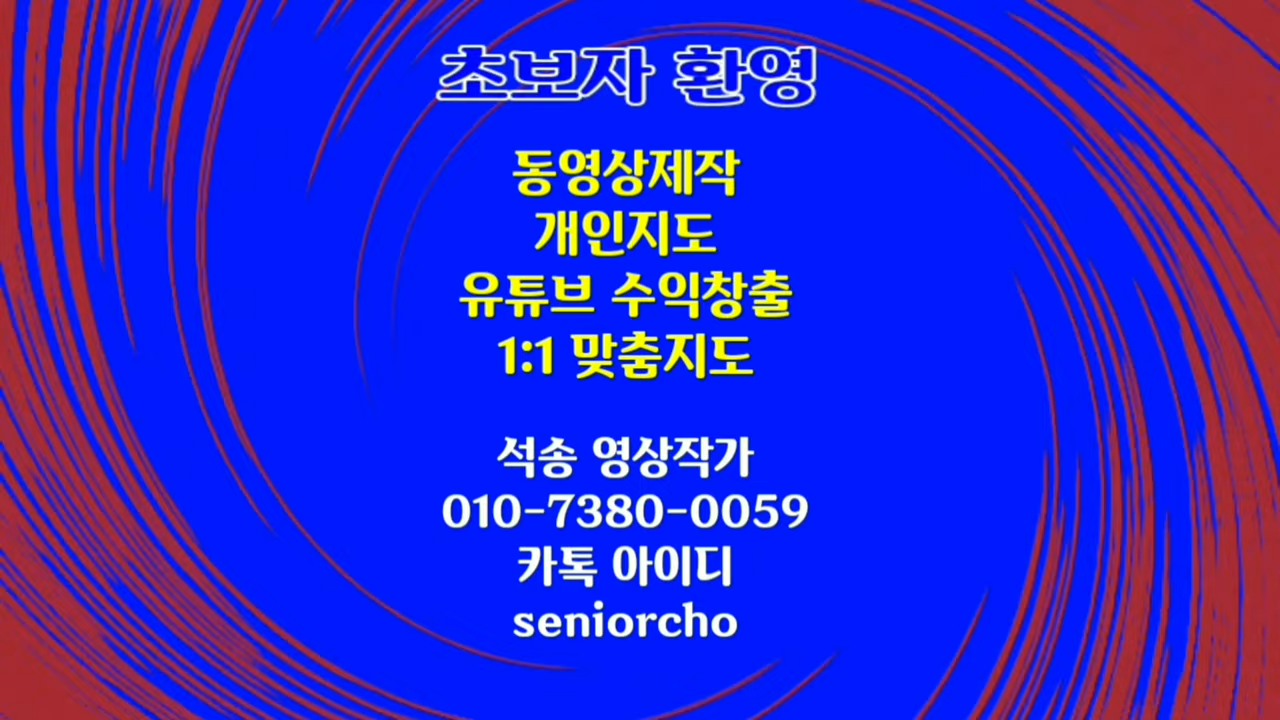 초보자 환영
동영상제작
개인지도
유튜브 수익창출
1:1 맞춤지도
석송 영상작가
010-7380-0059
카톡 아이디
seniorcho